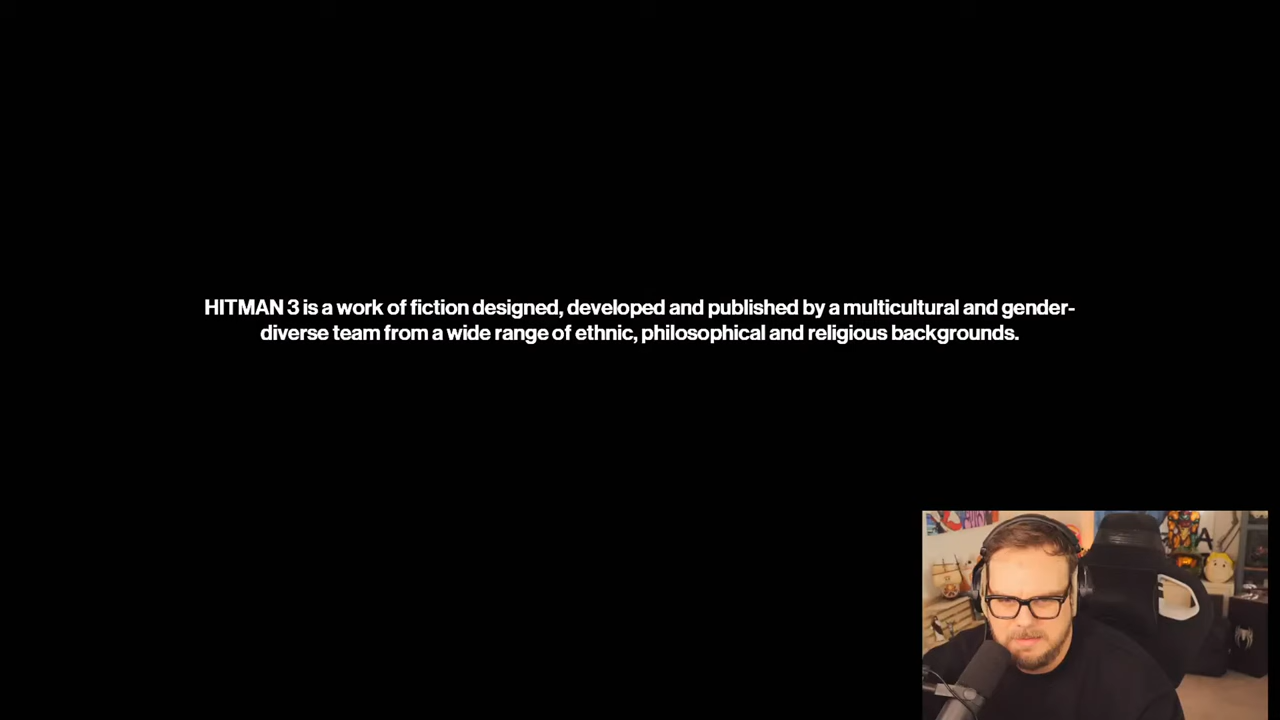 HITMAN 3 is a work of fiction designed, developed and published by a multicultural and gender-
diverse team from a wide range of ethnic, philosophical and religious backgrounds.